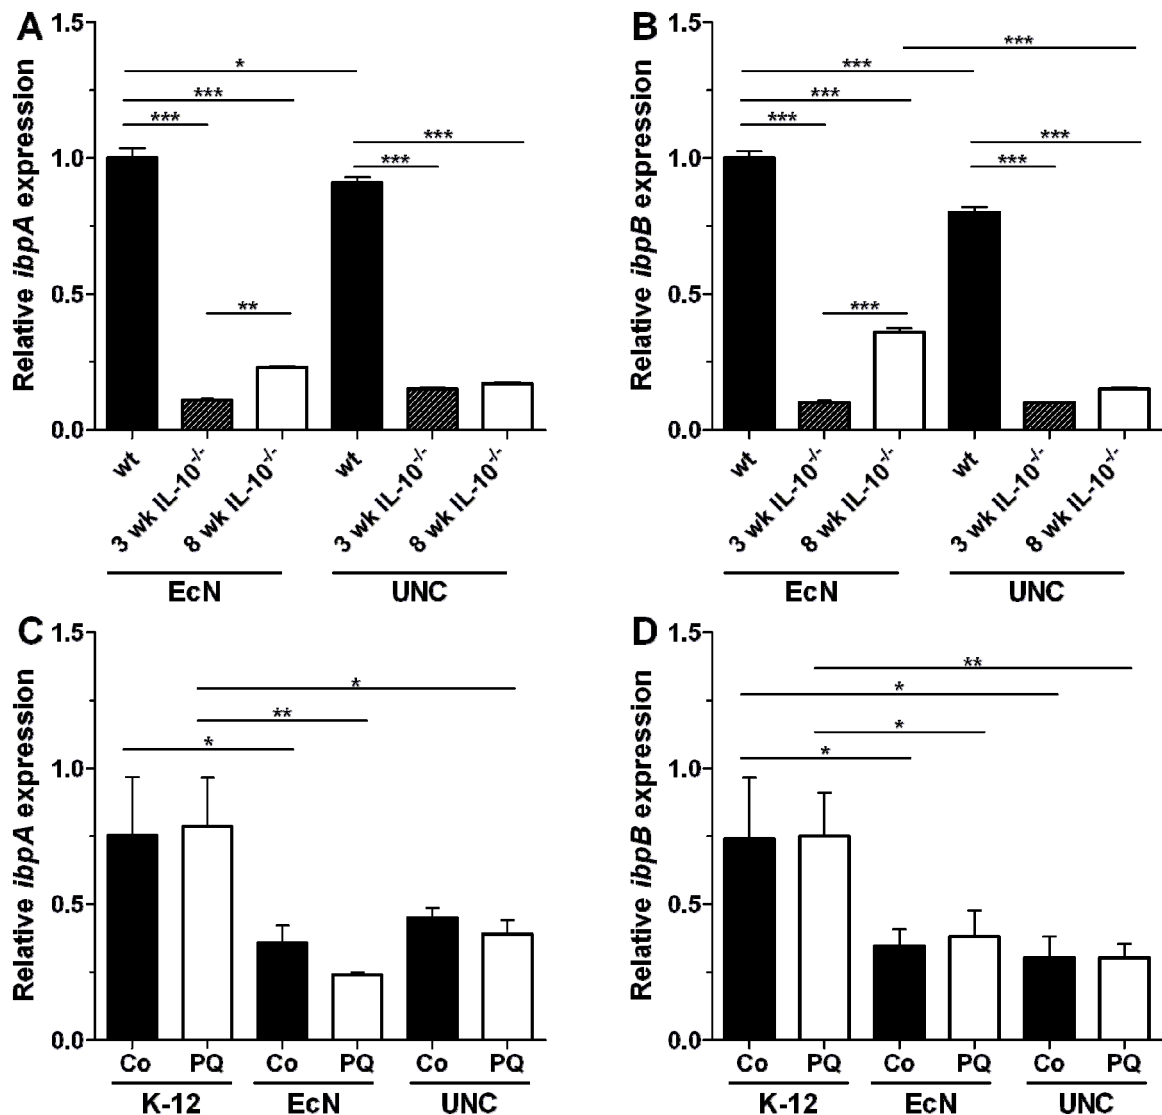 A
Relative ibpA expression
1.5
1.0
0.5
0.0
*
***
***
***
***
**
wt
3 wk IL-10-/-
8 wk IL-10-/-
wt
3 wk IL-10-/-
8 wk IL-10-/-
EcN
UNC
B
Relative ibpB expression
1.5
1.0
0.5
0.0
***
***
***
***
***
***
***
wt
3 wk IL-10-/-
8 wk IL-10-/-
wt
3 wk IL-10-/-
8 wk IL-10-/-
EcN
UNC
C
Relative ibpA expression
1.5
1.0
0.5
0.0
*
**
*
Co PQ Co PQ Co PQ
K-12 EcN UNC
D
Relative ibpB expression
1.5
1.0
0.5
0.0
**
*
*
*
Co PQ Co PQ Co PQ
K-12 EcN UNC